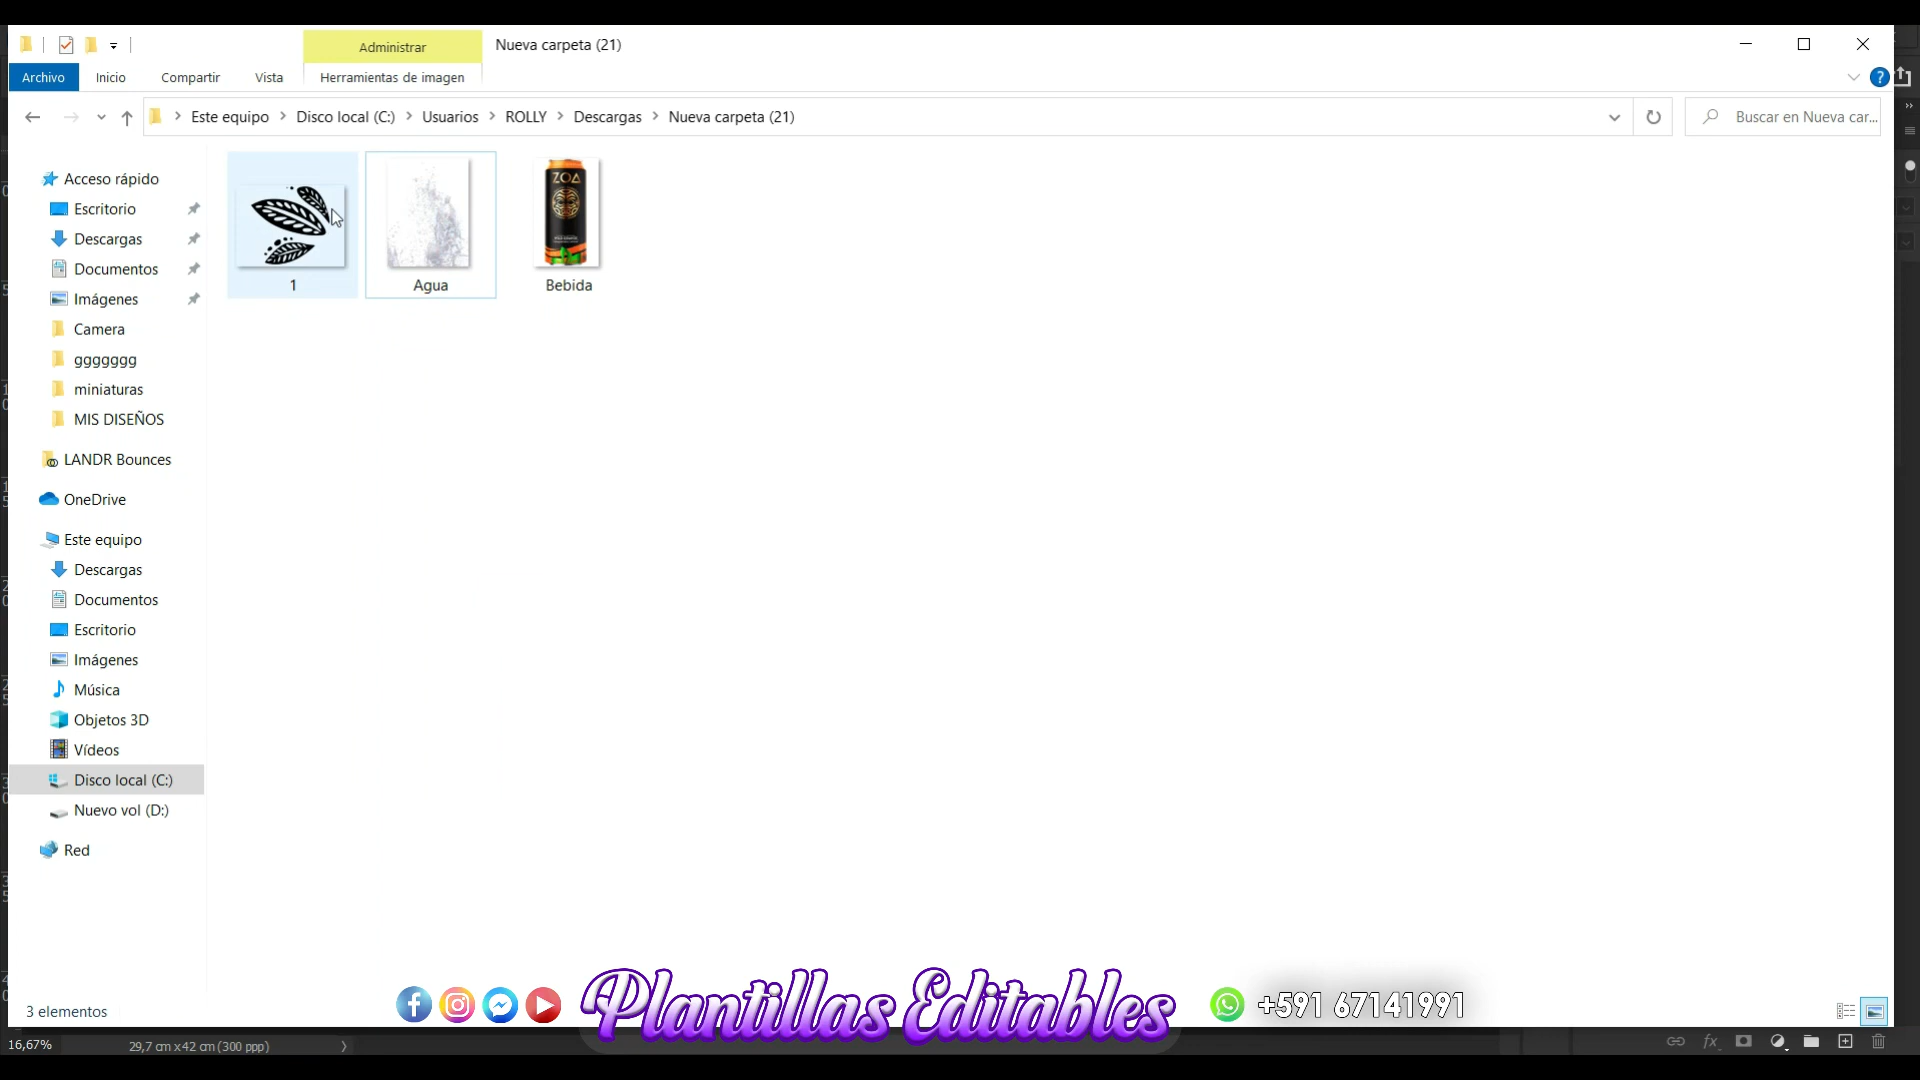 Administrar
Nueva carpeta (21)
Archivo
Inicio
Compartir
Vista
Herramientas de imagen
?
Este equipo
Disco local (C:)
Usuarios
ROLLY
Descargas
Nueva carpeta (21)
Buscar en Nueva car...
Acceso rápido
Escritorio
Descargas
Documentos
Imágenes
Camera
ggggggg
miniaturas
MIS DISEÑOS
LANDR Bounces
OneDrive
Este equipo
Descargas
Documentos
Escritorio
Imágenes
Música
Objetos 3D
Vídeos
Disco local (C:)
Nuevo vol (D:)
Red
ZOA
1
Agua
Bebida
3 elementos
Plantillas Editables
+591 67141991
16,67%
29,7 cm x 42 cm (300 ppp)
fx